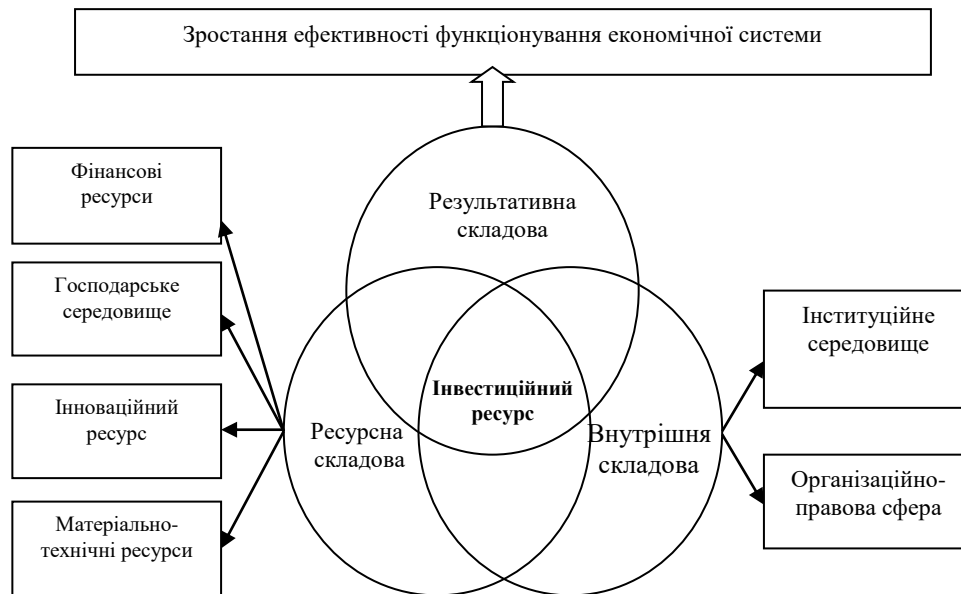 Зростання ефективності функціонування економічної системи
Фінансові
ресурси
Господарське
середовище
Інноваційний
ресурс
Матеріально-
технічні ресурси
Результативна
складова
Інвестиційний
ресурс
Ресурсна
складова
Внутрішня
складова
Інституційне
середовище
Організаційно-
правова сфера